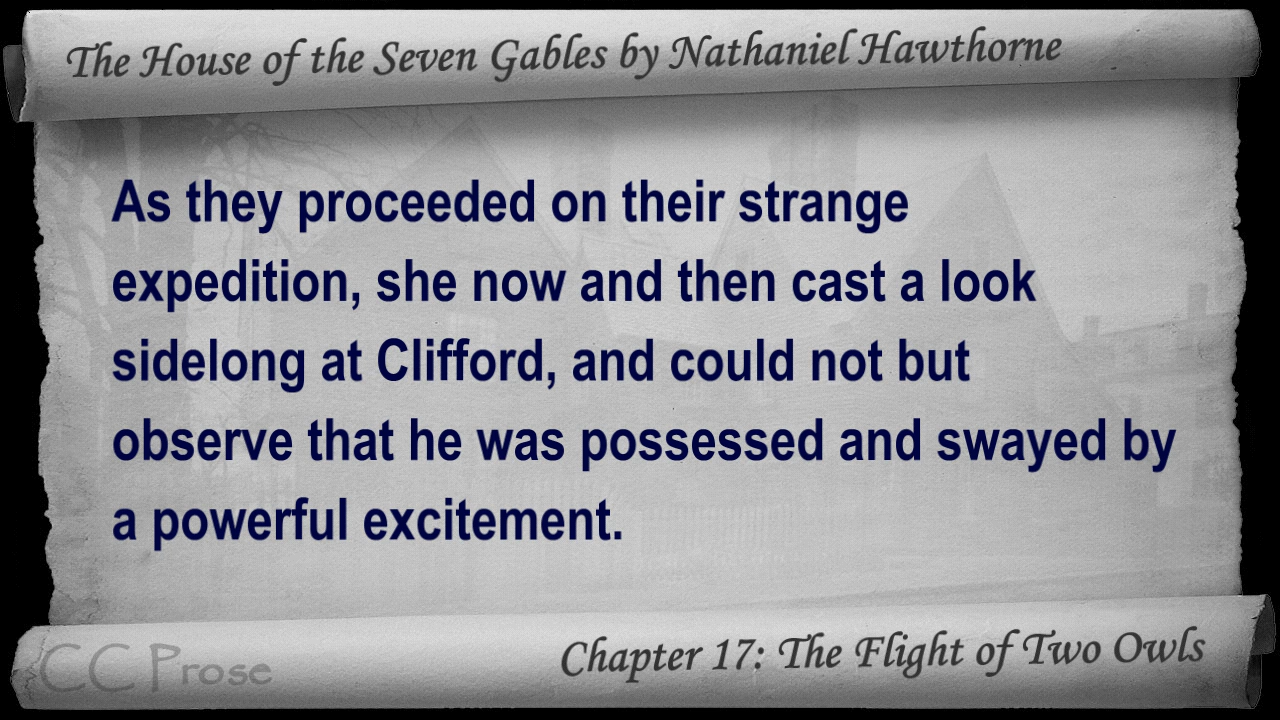 The House of the Seven Gables by Nathaniel Hawthorne
As they proceeded on their strange
expedition, she now and then cast a look
sidelong at Clifford, and could not but
observe that he was possessed and swayed by
a powerful excitement.
CC Prose
Chapter 17: The Flight of Two Owls